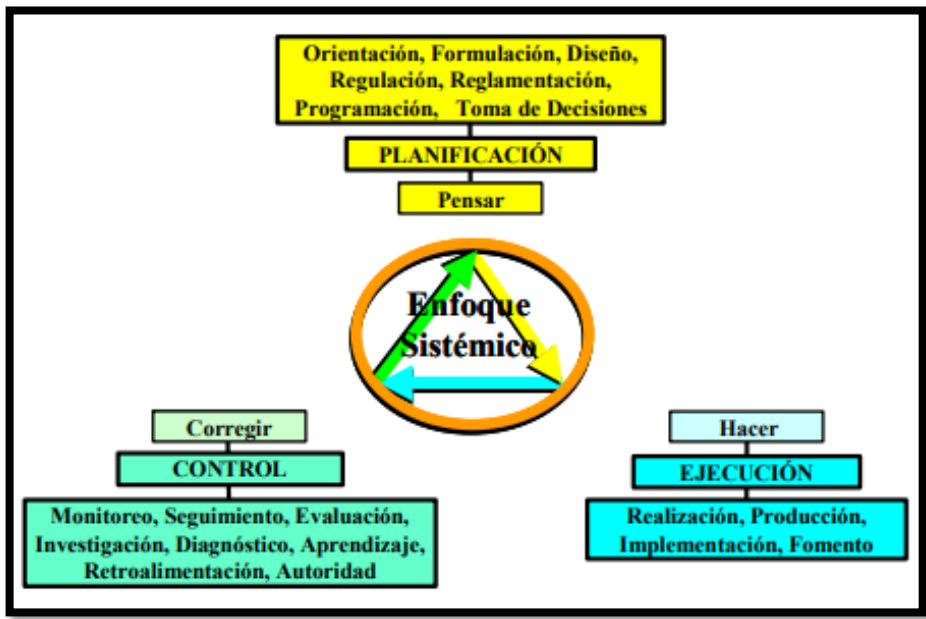 Orientación, Formulación, Diseño,
Regulación, Reglamentación,
Programación, Toma de Decisiones
PLANIFICACIÓN
Pensar
Enfoque
Sistémico
Corregir
CONTROL
Monitoreo, Seguimiento, Evaluación,
Investigación, Diagnóstico, Aprendizaje,
Retroalimentación, Autoridad
Hacer
EJECUCIÓN
Realización, Producción,
Implementación, Fomento